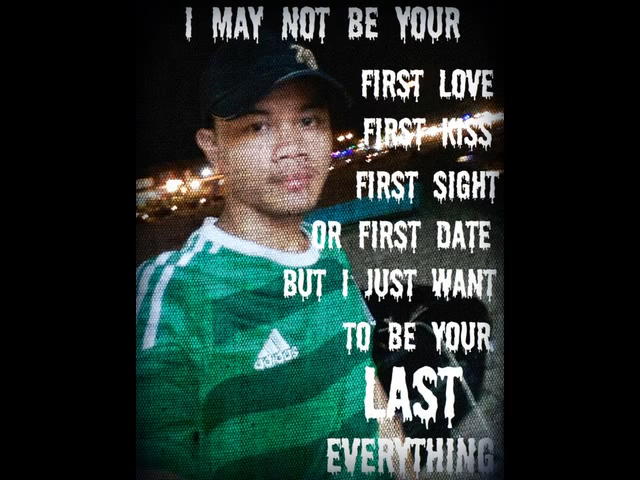 I MAY NOT BE YOUR
FIRST LOVE
FIRST KISS
FIRST SIGHT
OR FIRST DATE
BUT I JUST WANT
TO BE YOUR
LAST
EVERYTHING
adidas